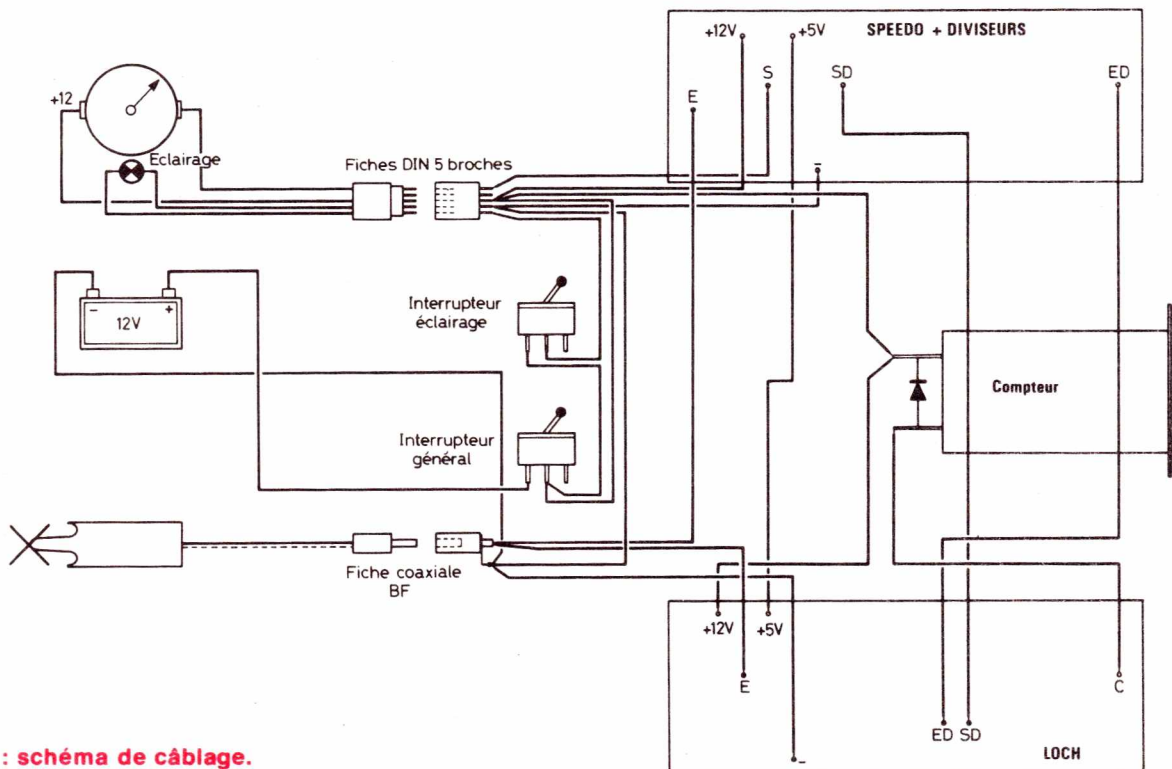 SPEEDO + DIVISEURS
+12V
+5V
S
SD
ED
E
-
+12
Eclairage
Fiches DIN 5 broches
- +
12V
Interrupteur
éclairage
Interrupteur
général
Compteur
Fiche coaxiale
BF
+12V
+5V
E
C
ED
SD
-
LOCH
: schéma de câblage.